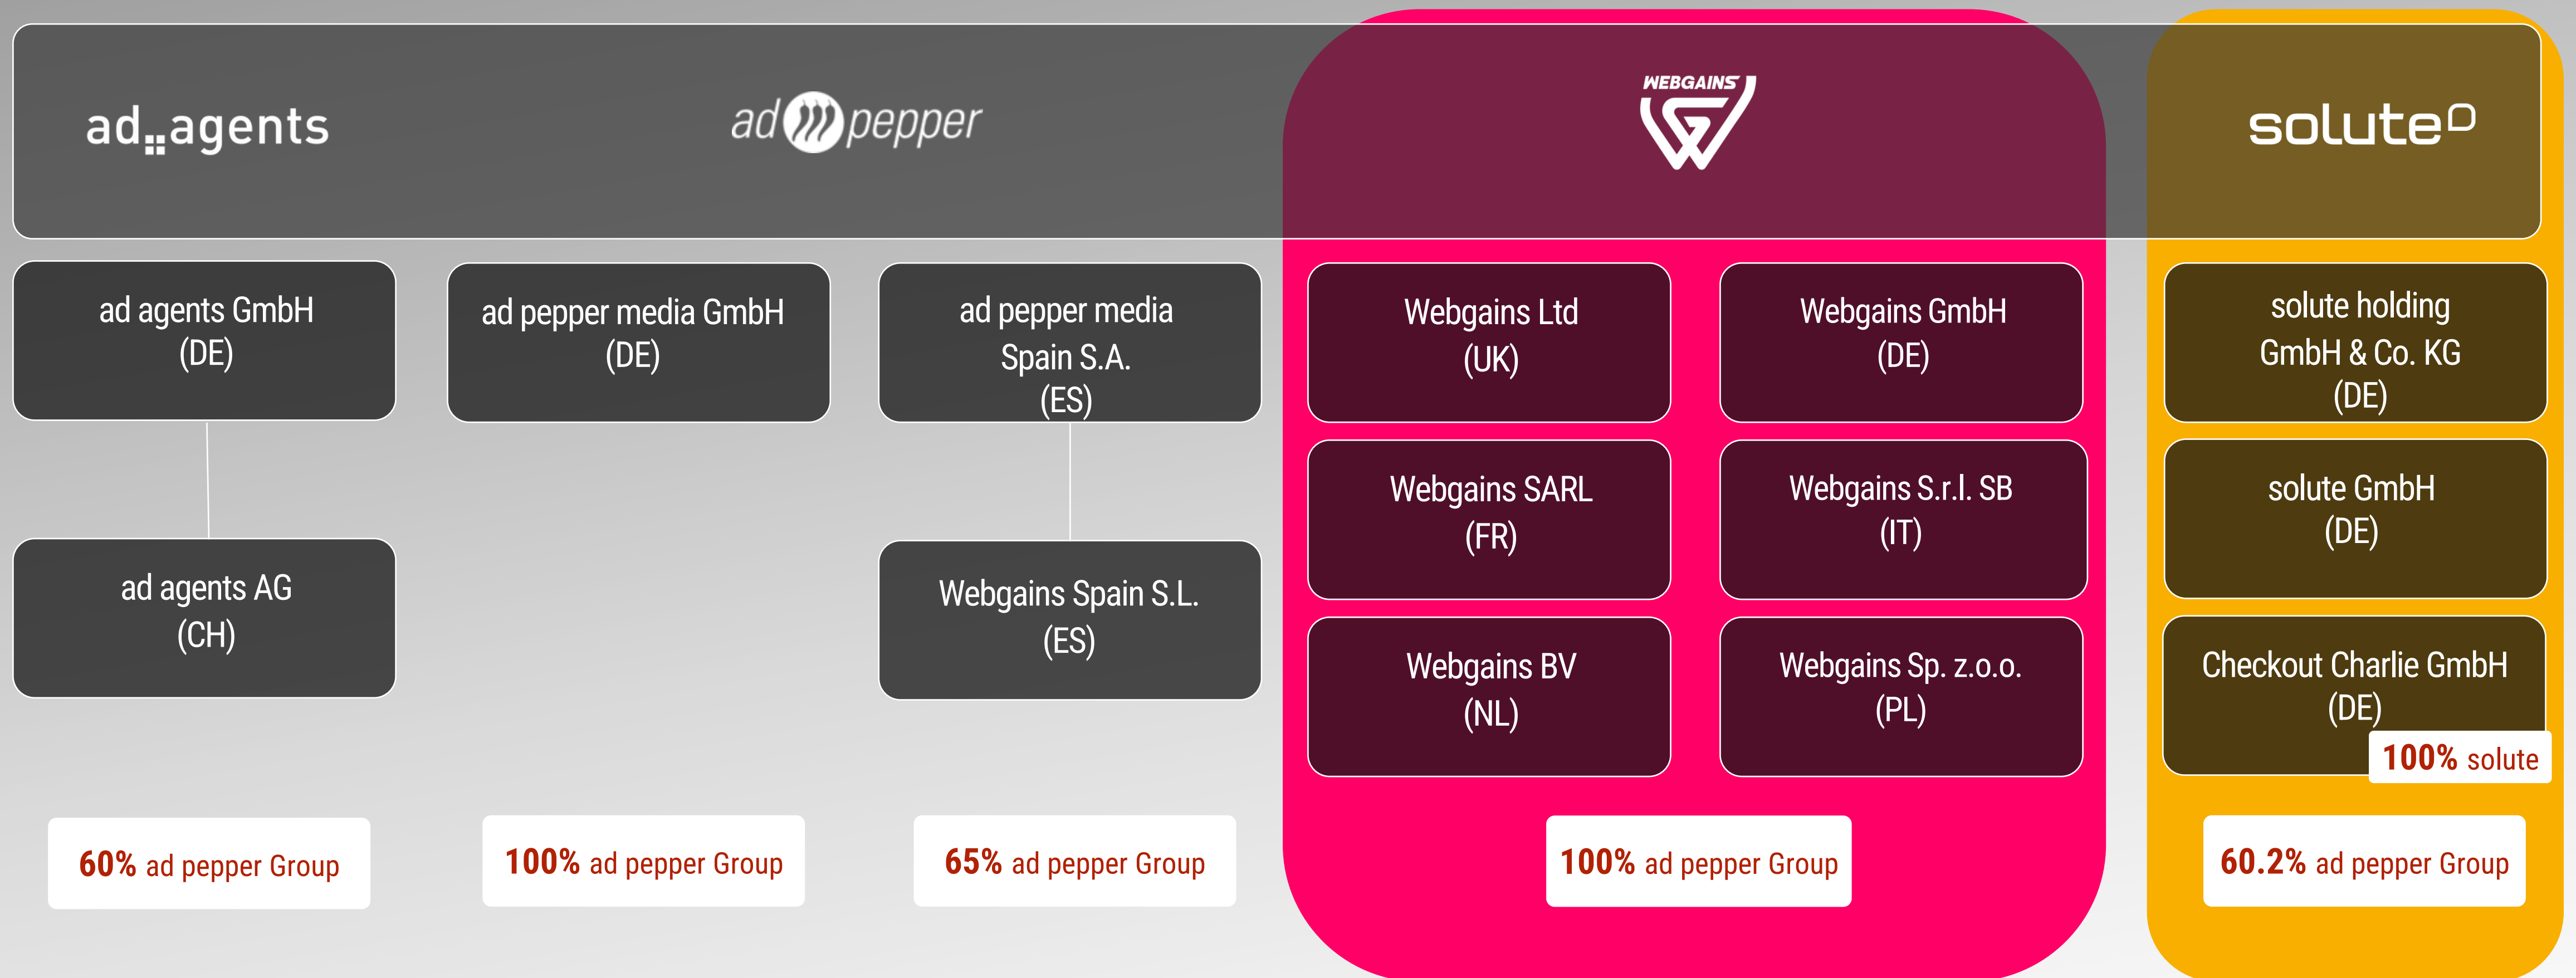 ad agents
ad pepper
WEBGAINS
solute
ad agents GmbH
(DE)
ad agents AG
(CH)
60% ad pepper Group
ad pepper media GmbH
(DE)
100% ad pepper Group
ad pepper media
Spain S.A.
(ES)
Webgains Spain S.L.
(ES)
65% ad pepper Group
Webgains Ltd
(UK)
Webgains GmbH
(DE)
Webgains SARL
(FR)
Webgains S.r.l. SB
(IT)
Webgains BV
(NL)
Webgains Sp. z.o.o.
(PL)
100% ad pepper Group
solute holding
GmbH & Co. KG
(DE)
solute GmbH
(DE)
Checkout Charlie GmbH
(DE)
100% solute
60.2% ad pepper Group